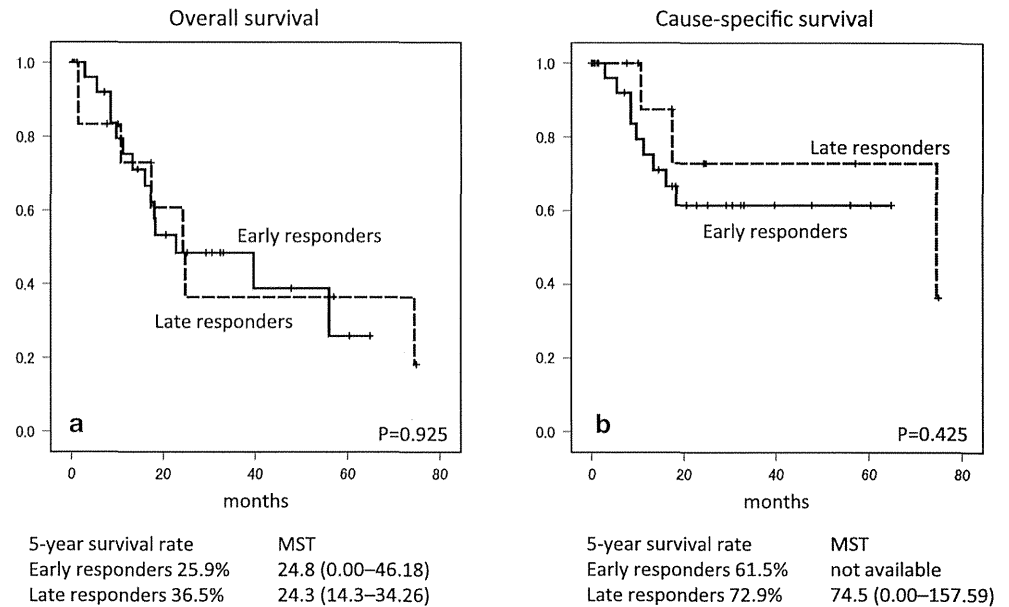 Overall survival
1.0
0.8
0.6
0.4
0.2
0.0
Early responders
Late responders
a
P=0.925
0 20 40 60 80
months
5-year survival rate MST
Early responders 25.9% 24.8 (0.00–46.18)
Late responders 36.5% 24.3 (14.3–34.26)
Cause-specific survival
1.0
0.8
0.6
0.4
0.2
0.0
Late responders
Early responders
b
P=0.425
0 20 40 60 80
months
5-year survival rate MST
Early responders 61.5% not available
Late responders 72.9% 74.5 (0.00–157.59)